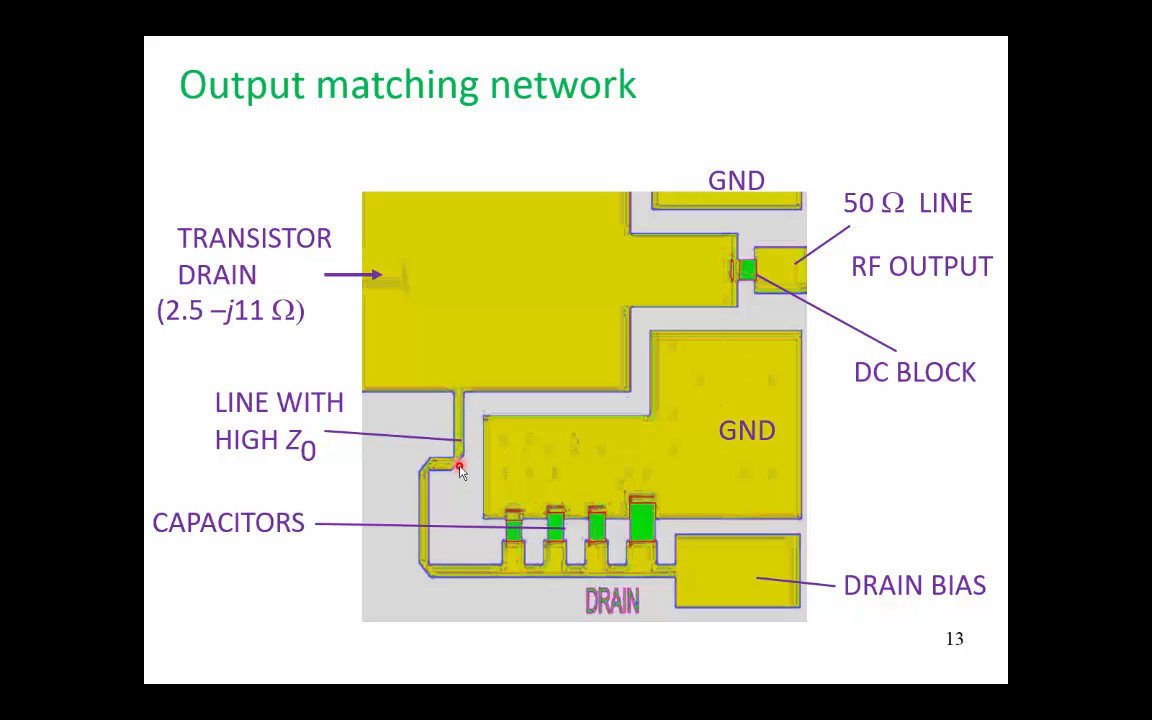 Output matching network
GND
50 Ω LINE
TRANSISTOR
DRAIN
(2.5 –j11 Ω)
RF OUTPUT
DC BLOCK
LINE WITH
HIGH Z0
GND
CAPACITORS
DRAIN BIAS
DRAIN
13